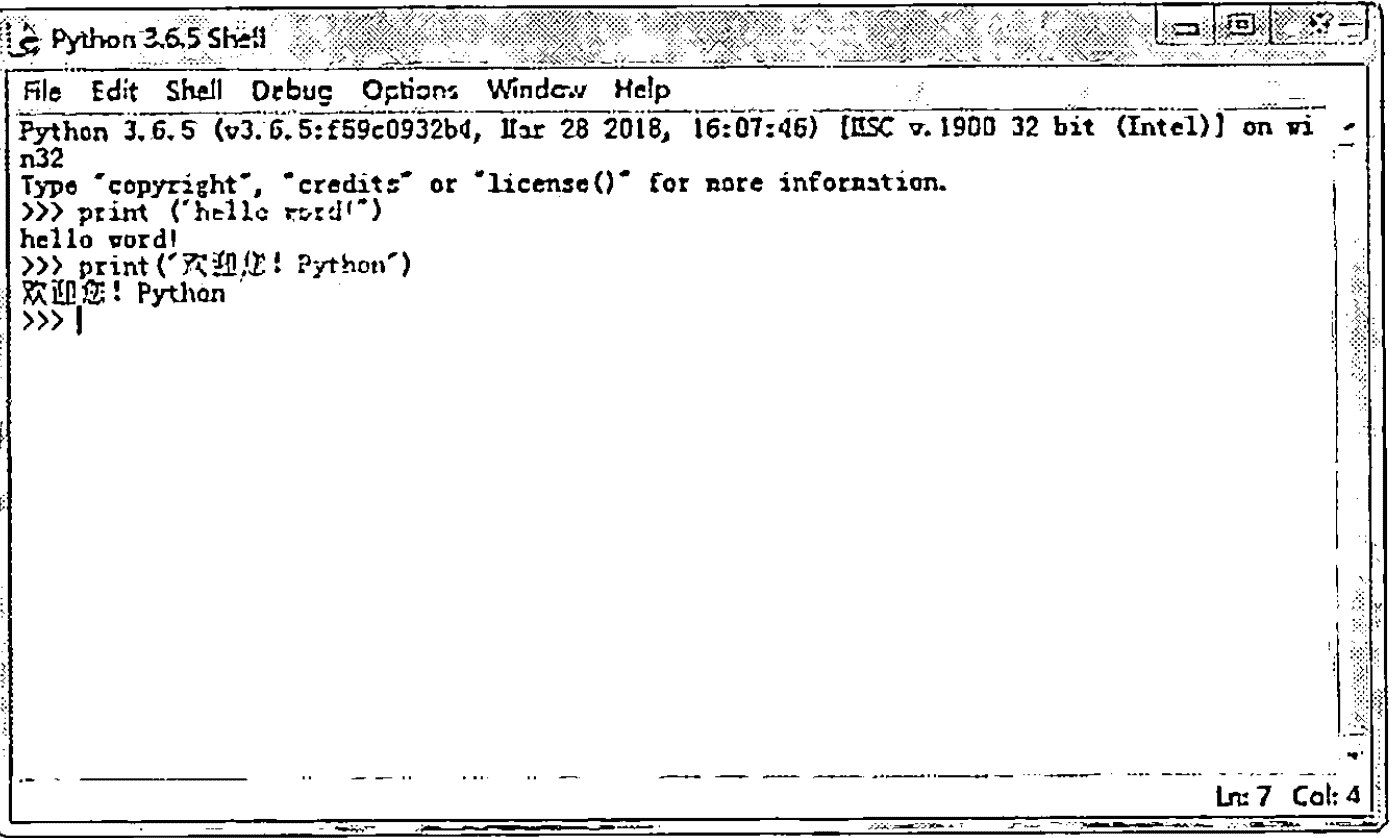 Python 3.6.5 Shell
File Edit Shell Debug Options Window Help
Python 3.6.5 (v3.6.5:f59c0932b4, Mar 28 2018, 16:07:46) [MSC v.1900 32 bit (Intel)] on wi
n32
Type "copyright", "credits" or "license()" for more information.
>>> print ("hello word!")
hello word!
>>> print("欢迎您! Python")
欢迎您! Python
>>>
Ln: 7 Col: 4